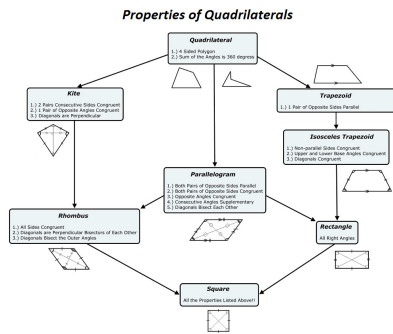 Properties of Quadrilaterals
Quadrilateral
1.) 4 Sided Polygon
2.) Sum of the Angles is 360 degress
Kite
1.) 2 Pairs Consecutive Sides Congruent
2.) 1 Pair of Opposite Angles Congruent
3.) Diagonals are Perpendicular
Trapezoid
1.) 1 Pair of Opposite Sides Parallel
Isosceles Trapezoid
1.) Non-parallel Sides Congruent
2.) Upper and Lower Base Angles Congruent
3.) Diagonals Congruent
Parallelogram
1.) Both Pairs of Opposite Sides Parallel
2.) Both Pairs of Opposite Sides Congruent
3.) Opposite Angles Congruent
4.) Consecutive Angles Supplementary
5.) Diagonals Bisect Each Other
Rhombus
1.) All Sides Congruent
2.) Diagonals are Perpendicular Bisectors of Each Other
3.) Diagonals Bisect the Outer Angles
Rectangle
All Right Angles
Square
All the Properties Listed Above!!